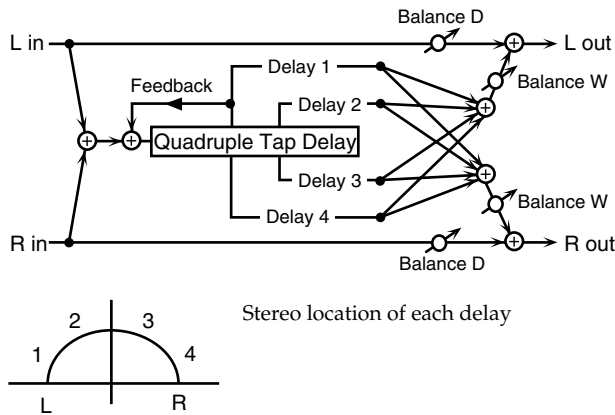 Balance D
L in
L out
Delay 1
Balance W
Feedback
Delay 2
Quadruple Tap Delay
Delay 3
Balance W
Delay 4
R in
R out
Balance D
Stereo location of each delay
2 3
1 4
L R